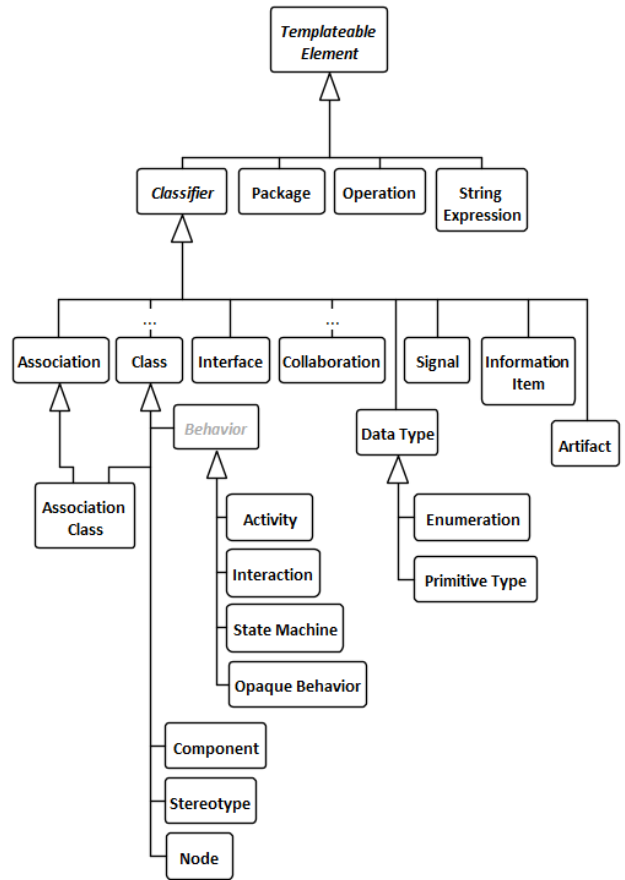 Templateable
Element
Classifier
Package
Operation
String
Expression
...
...
Association
Class
Interface
Collaboration
Signal
Information
Item
Behavior
Data Type
Artifact
Association
Class
Activity
Enumeration
Interaction
Primitive Type
State Machine
Opaque Behavior
Component
Stereotype
Node